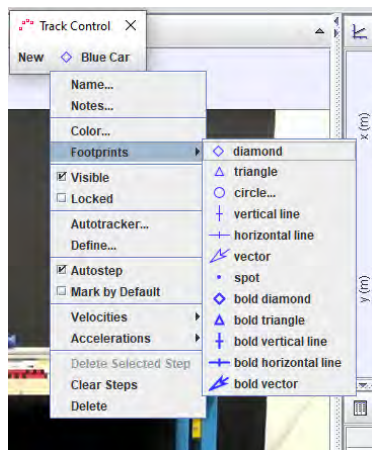 Track Control
New Blue Car
Name...
Notes...
Color...
Footprints
Visible
Locked
Autotracker...
Define...
Autostep
Mark by Default
Velocities
Accelerations
Delete Selected Step
Clear Steps
Delete
diamond
triangle
circle...
vertical line
horizontal line
vector
spot
bold diamond
bold triangle
bold vertical line
bold horizontal line
bold vector
x (m)
y (m)